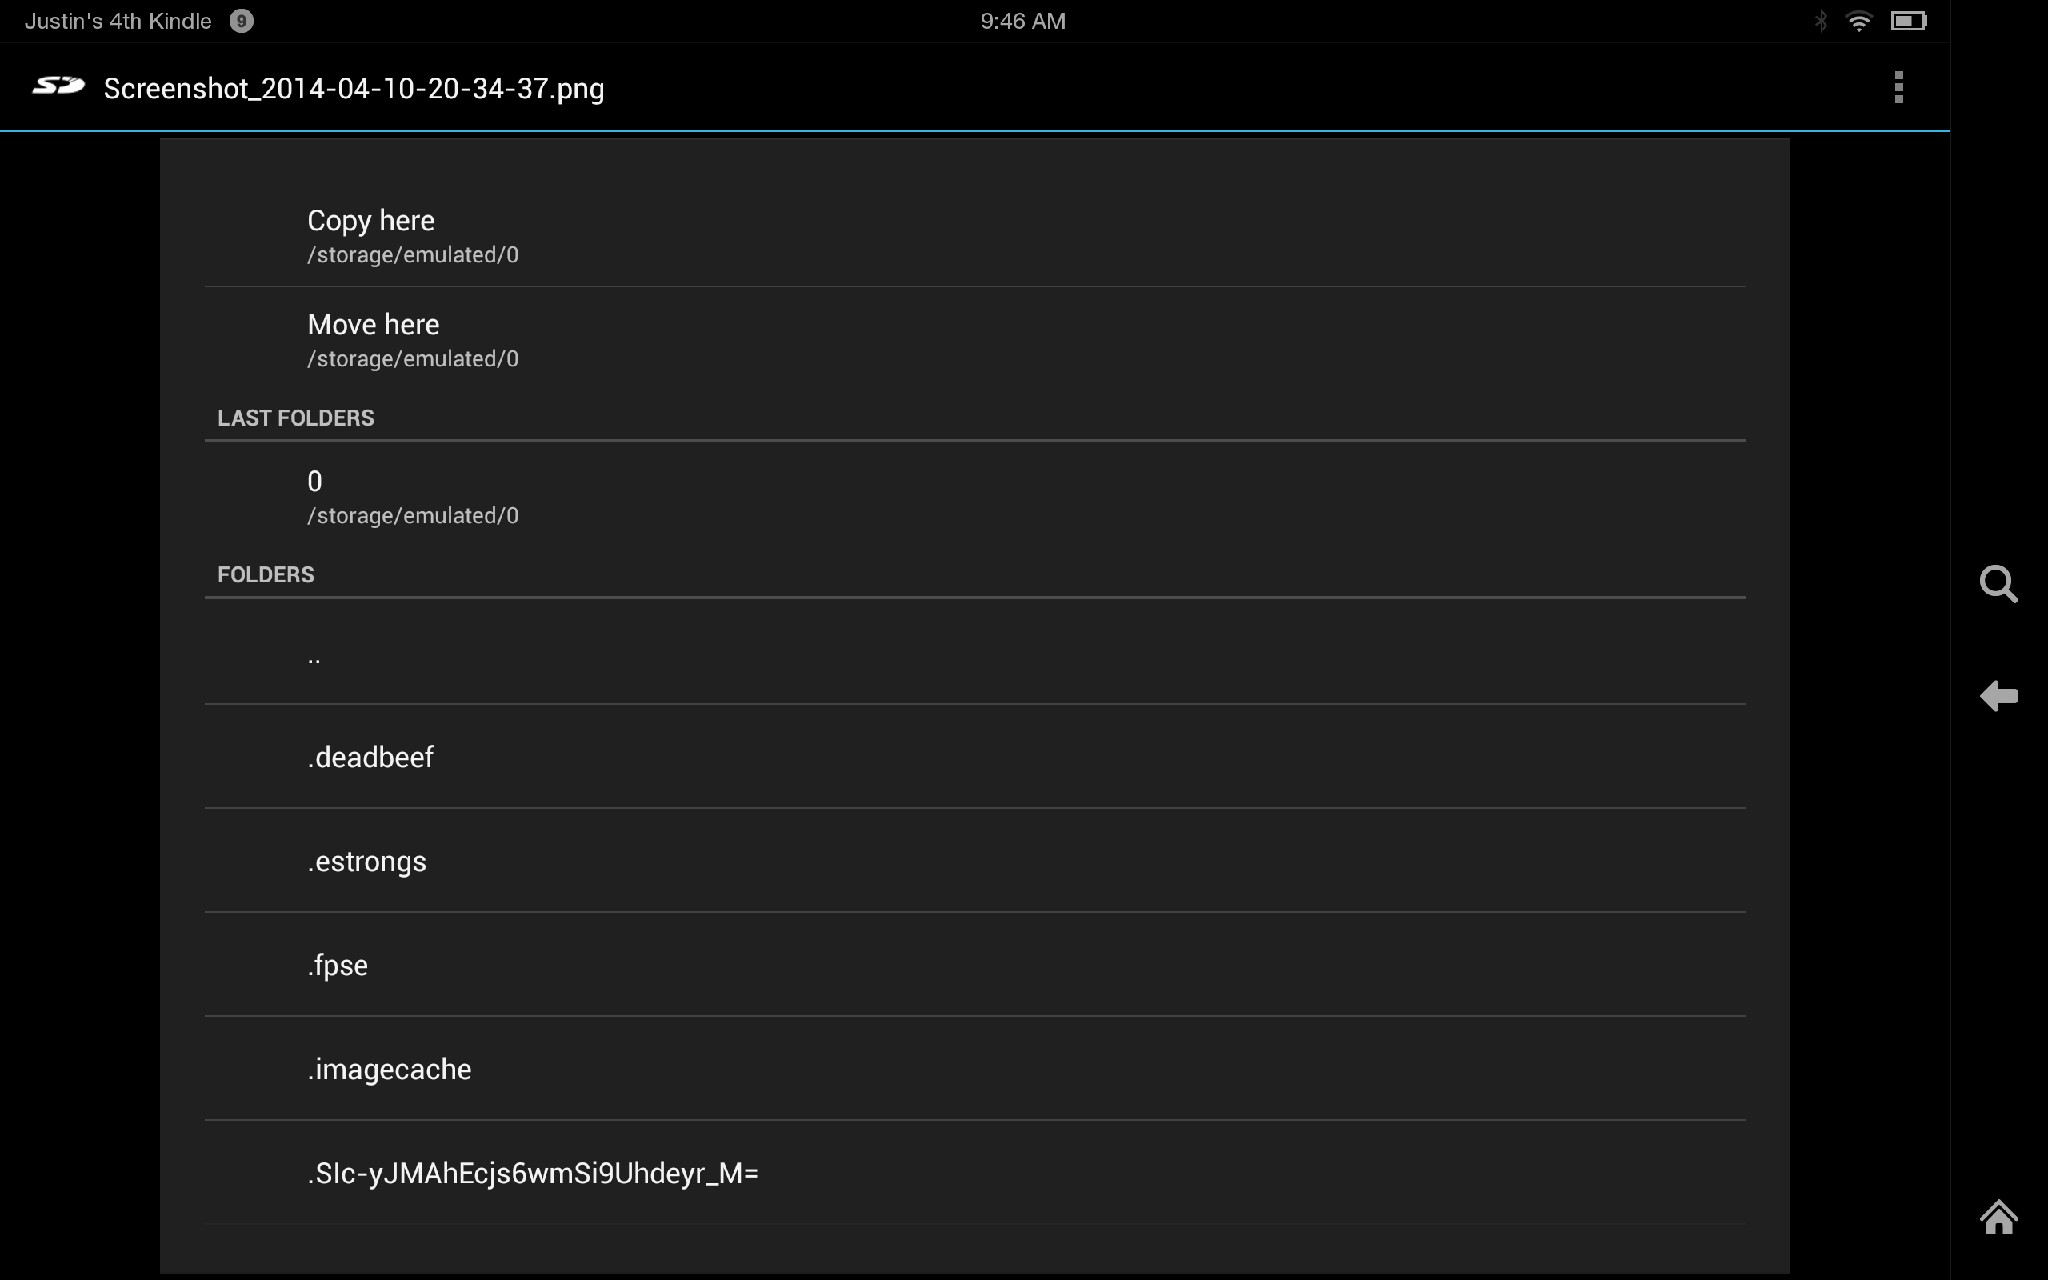 Justin's 4th Kindle 9
9:46 AM
SD Screenshot_2014-04-10-20-34-37.png
Copy here
/storage/emulated/0
Move here
/storage/emulated/0
LAST FOLDERS
0
/storage/emulated/0
FOLDERS
..
.deadbeef
.estrongs
.fpse
.imagecache
.SIc-yJMAhEcjs6wmSi9Uhdeyr_M=